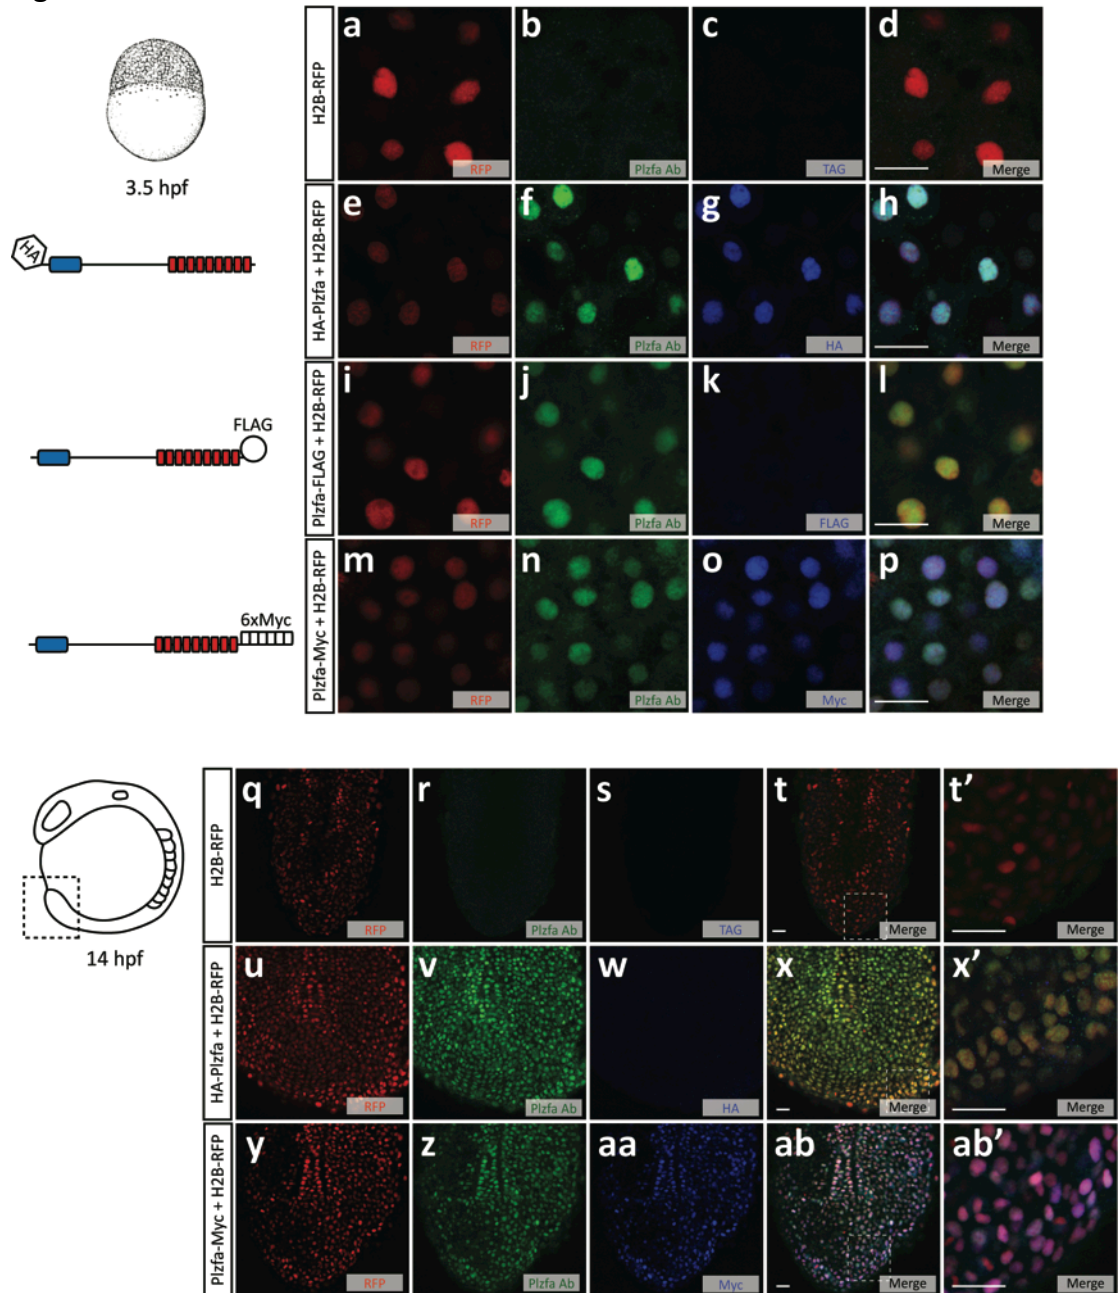 3.5 hpf
H2B-RFP
a
RFP
b
Plzfa Ab
c
TAG
d
Merge
HA
HA-Plzfa + H2B-RFP
e
RFP
f
Plzfa Ab
g
HA
h
Merge
FLAG
Plzfa-FLAG + H2B-RFP
i
RFP
j
Plzfa Ab
k
FLAG
l
Merge
6xMyc
Plzfa-Myc + H2B-RFP
m
RFP
n
Plzfa Ab
o
Myc
p
Merge
14 hpf
H2B-RFP
q
RFP
r
Plzfa Ab
s
TAG
t
Merge
t’
Merge
HA-Plzfa + H2B-RFP
u
RFP
v
Plzfa Ab
w
HA
x
Merge
x’
Merge
Plzfa-Myc + H2B-RFP
y
RFP
z
Plzfa Ab
aa
Myc
ab
Merge
ab’
Merge